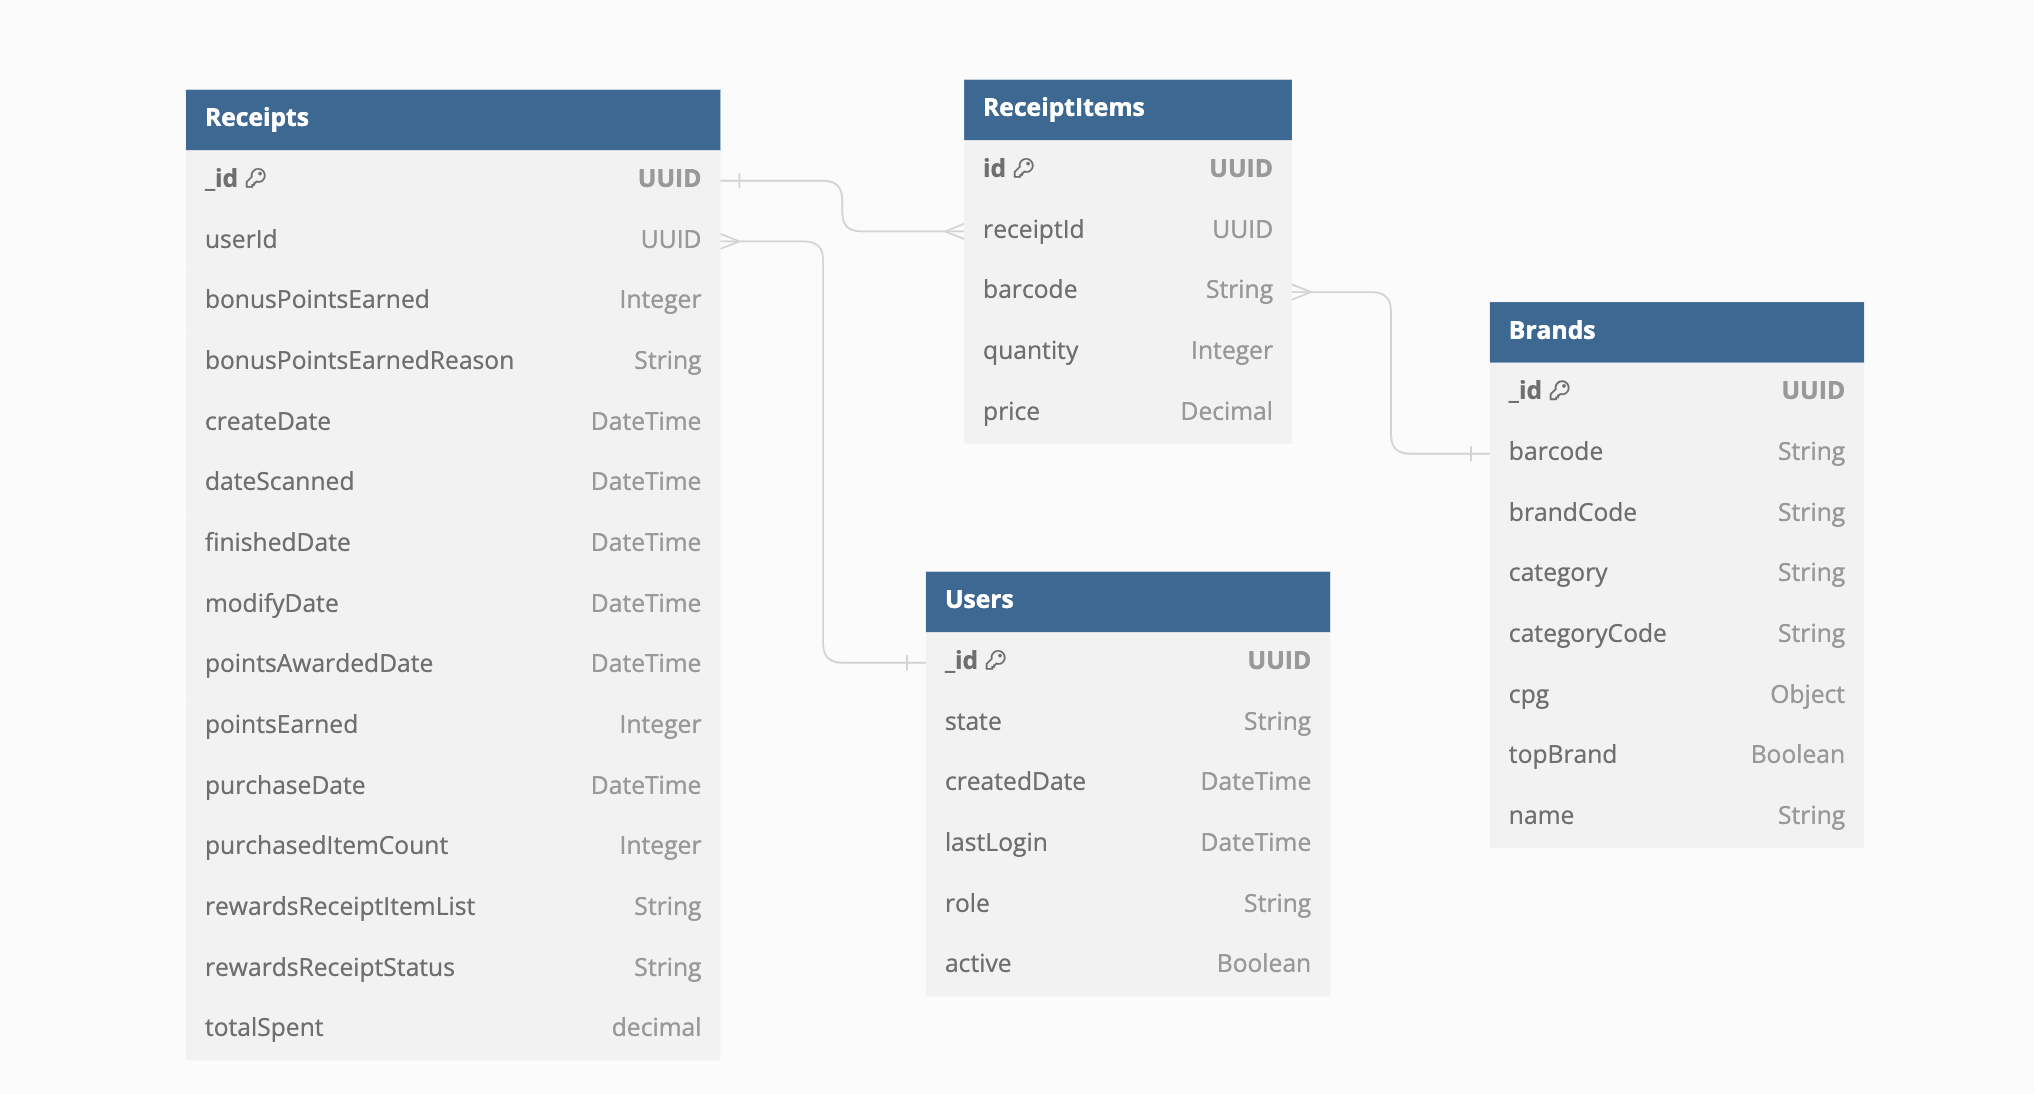 Receipts
_id UUID
userId UUID
bonusPointsEarned Integer
bonusPointsEarnedReason String
createDate DateTime
dateScanned DateTime
finishedDate DateTime
modifyDate DateTime
pointsAwardedDate DateTime
pointsEarned Integer
purchaseDate DateTime
purchasedItemCount Integer
rewardsReceiptItemList String
rewardsReceiptStatus String
totalSpent decimal
ReceiptItems
id UUID
receiptId UUID
barcode String
quantity Integer
price Decimal
Users
_id UUID
state String
createdDate DateTime
lastLogin DateTime
role String
active Boolean
Brands
_id UUID
barcode String
brandCode String
category String
categoryCode String
cpg Object
topBrand Boolean
name String